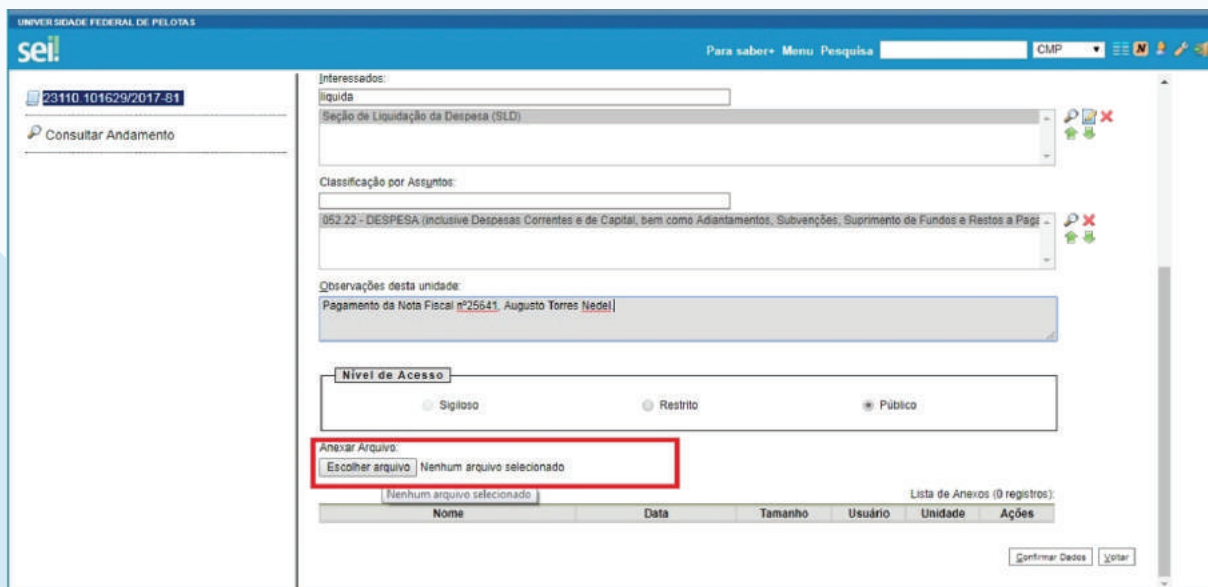 UNIVERSIDADE FEDERAL DE PELOTAS
sei!
Para saber+ Menu Pesquisa
CMP
23110.101629/2017-81
Consultar Andamento
Interessados:
liquida
Seção de Liquidação da Despesa (SLD)
Classificação por Assuntos:
052.22 - DESPESA (inclusive Despesas Correntes e de Capital, bem como Adiantamentos, Subvenções, Suprimento de Fundos e Restos a Paga
Observações desta unidade:
Pagamento da Nota Fiscal nº25641, Augusto Torres Nedel
Nível de Acesso
Sigiloso
Restrito
Público
Anexar Arquivo:
Escolher arquivo Nenhum arquivo selecionado
Nenhum arquivo selecionado
Lista de Anexos (0 registros):
Nome Data Tamanho Usuário Unidade Ações
Confirmar Dados Voltar